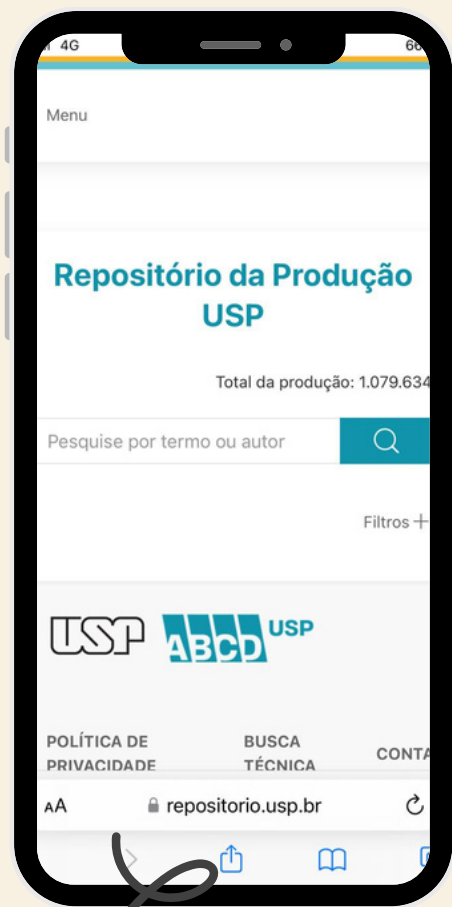 4G
Menu
Repositório da Produção
USP
Total da produção: 1.079.634
Pesquise por termo ou autor
Filtros
USP ABCD USP
POLÍTICA DE
PRIVACIDADE
BUSCA
TÉCNICA
AA repositorio.usp.br